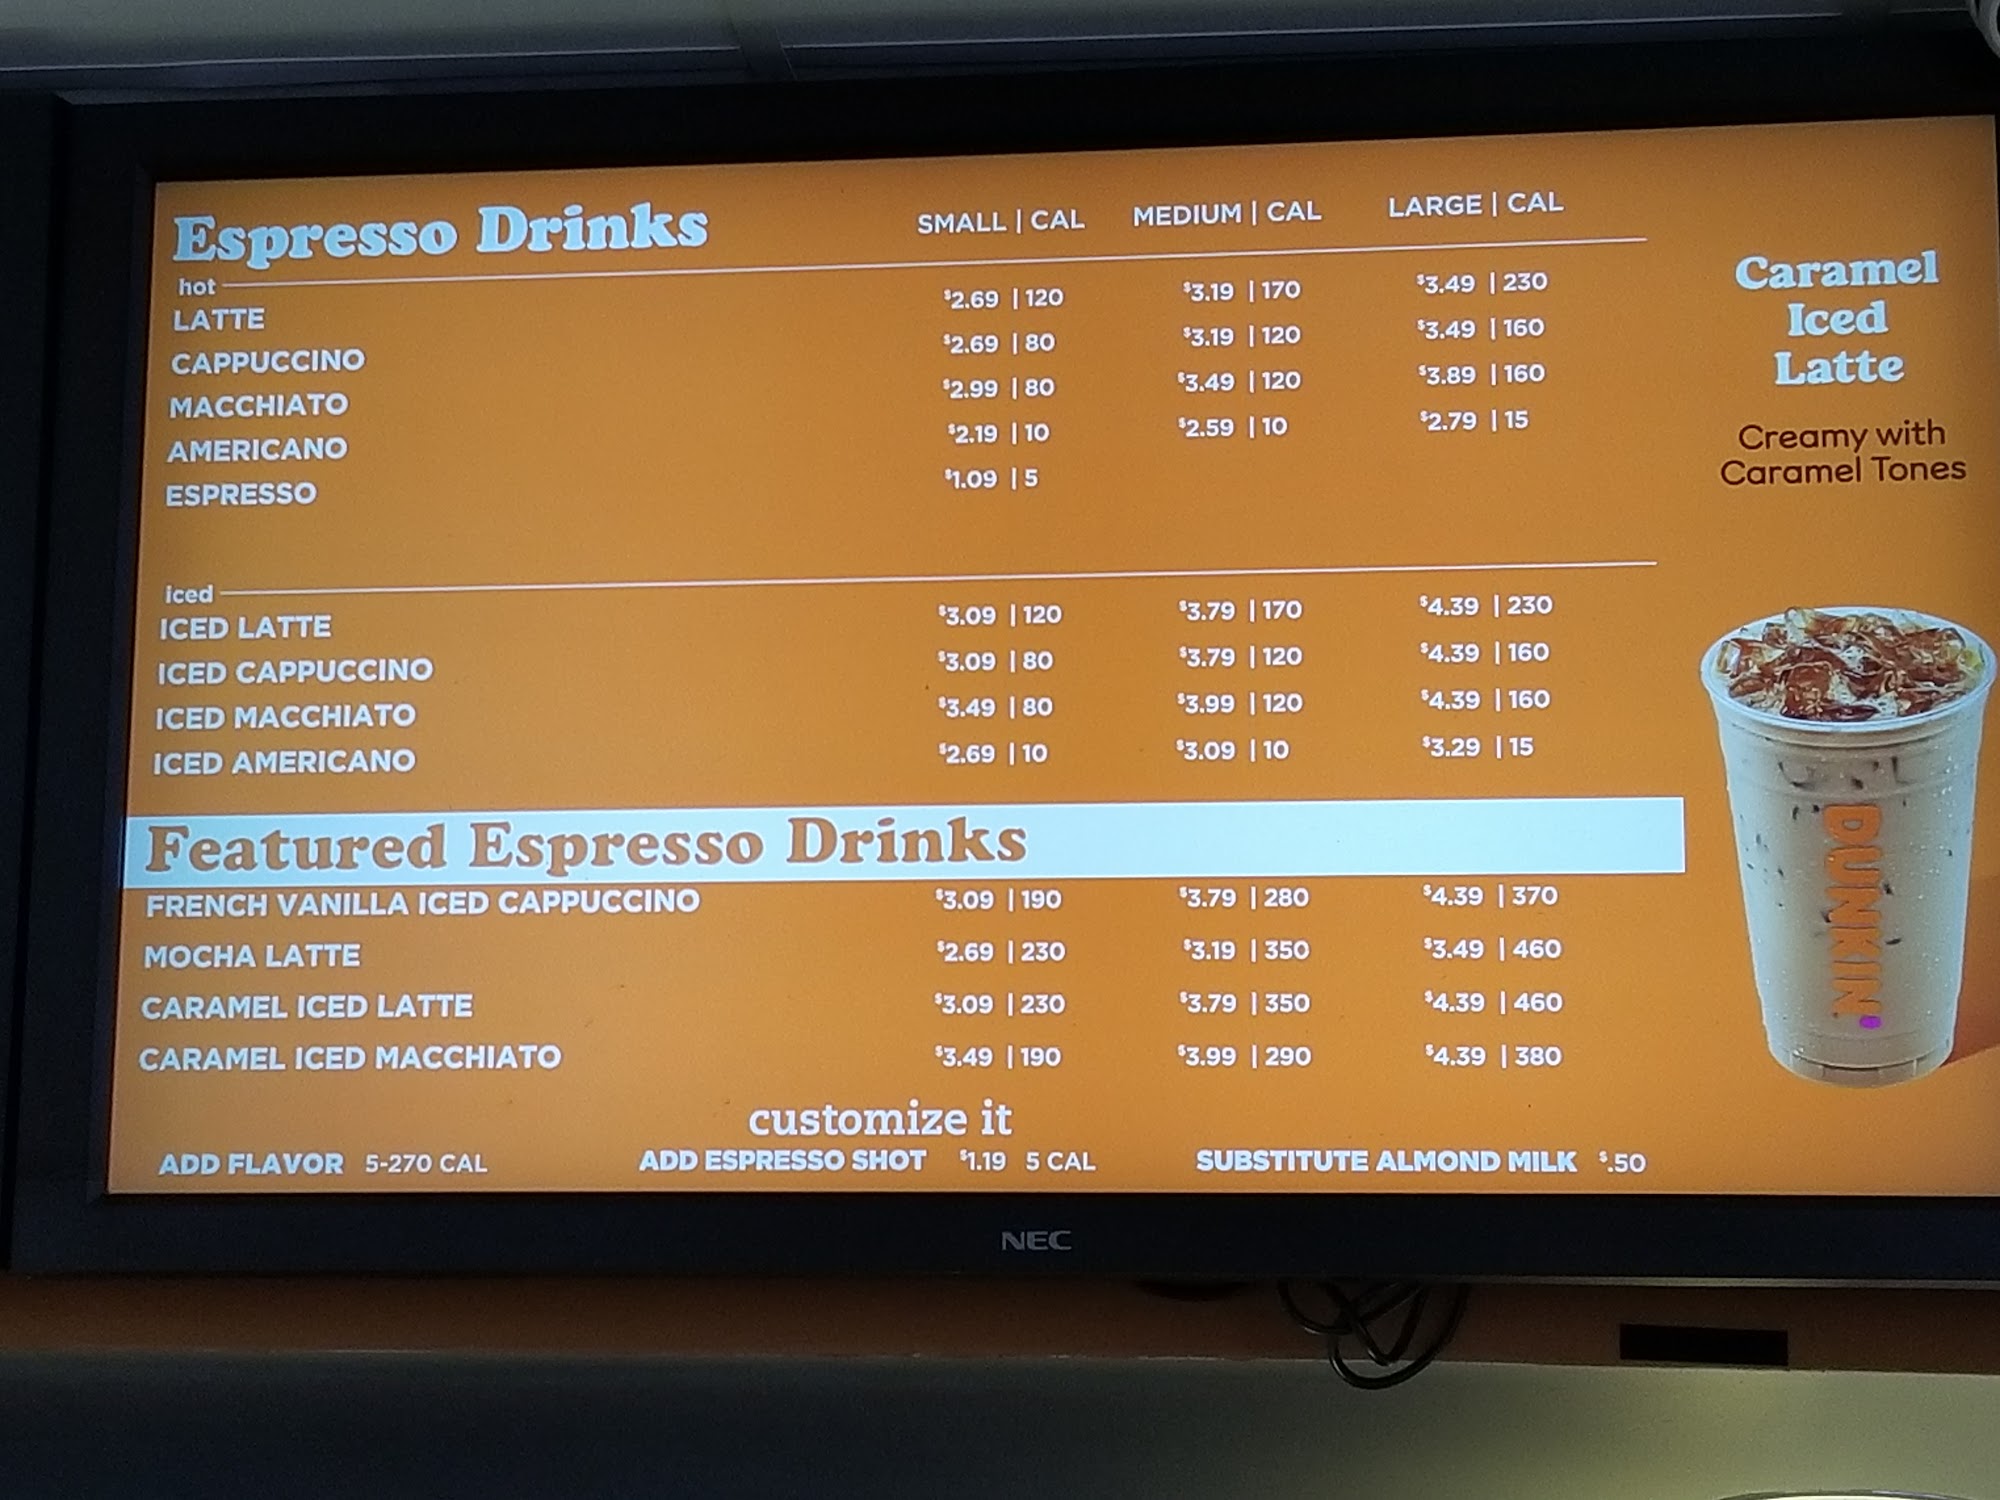 Espresso Drinks SMALL | CAL MEDIUM | CAL LARGE | CAL
hot
LATTE $2.69 | 120 $3.19 | 170 $3.49 | 230
CAPPUCCINO $2.69 | 80 $3.19 | 120 $3.49 | 160
MACCHIATO $2.99 | 80 $3.49 | 120 $3.89 | 160
AMERICANO $2.19 | 10 $2.59 | 10 $2.79 | 15
ESPRESSO $1.09 | 5
iced
ICED LATTE $3.09 | 120 $3.79 | 170 $4.39 | 230
ICED CAPPUCCINO $3.09 | 80 $3.79 | 120 $4.39 | 160
ICED MACCHIATO $3.49 | 80 $3.99 | 120 $4.39 | 160
ICED AMERICANO $2.69 | 10 $3.09 | 10 $3.29 | 15
Featured Espresso Drinks
FRENCH VANILLA ICED CAPPUCCINO $3.09 | 190 $3.79 | 280 $4.39 | 370
MOCHA LATTE $2.69 | 230 $3.19 | 350 $3.49 | 460
CARAMEL ICED LATTE $3.09 | 230 $3.79 | 350 $4.39 | 460
CARAMEL ICED MACCHIATO $3.49 | 190 $3.99 | 290 $4.39 | 380
customize it
ADD FLAVOR 5-270 CAL ADD ESPRESSO SHOT $1.19 5 CAL SUBSTITUTE ALMOND MILK $.50
Caramel
Iced
Latte
Creamy with
Caramel Tones
DUNKIN'
NEC